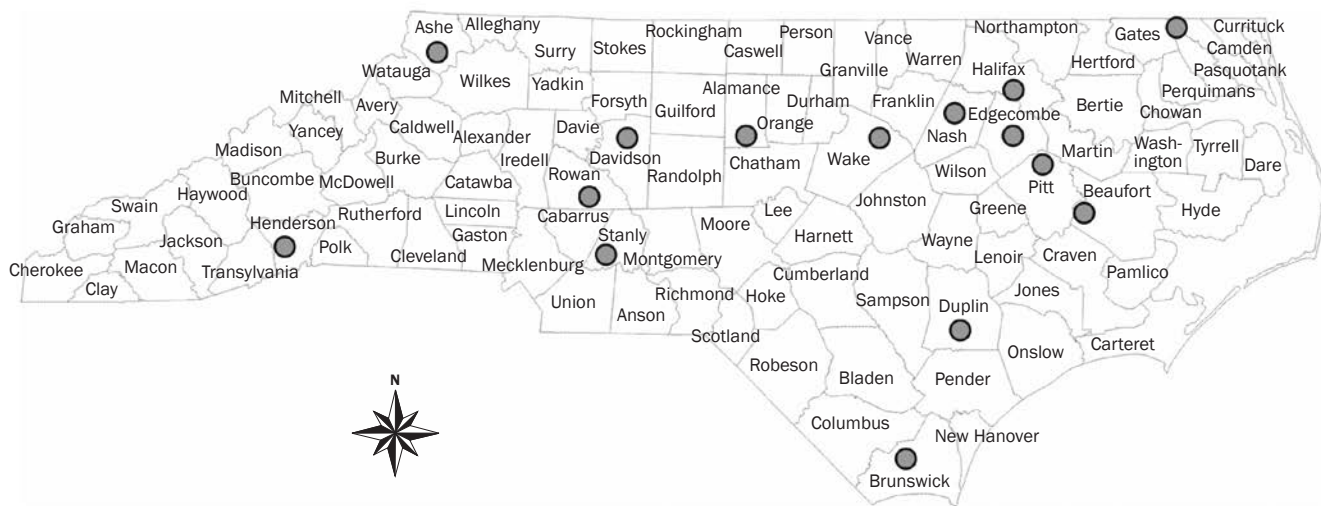 Ashe
Alleghany
Surry
Stokes
Rockingham
Caswell
Person
Vance
Granville
Warren
Northampton
Halifax
Gates
Hertford
Currituck
Camden
Pasquotank
Perquimans
Chowan
Bertie
Watauga
Wilkes
Yadkin
Forsyth
Guilford
Alamance
Orange
Durham
Franklin
Nash
Edgecombe
Martin
Wash-
ington
Tyrrell
Dare
Mitchell
Avery
Caldwell
Alexander
Davie
Iredell
Davidson
Randolph
Chatham
Wake
Wilson
Pitt
Beaufort
Hyde
Madison
Yancey
Burke
McDowell
Catawba
Rowan
Buncombe
Haywood
Swain
Graham
Jackson
Henderson
Rutherford
Lincoln
Gaston
Cabarrus
Stanly
Montgomery
Moore
Lee
Harnett
Johnston
Greene
Wayne
Lenoir
Craven
Pamlico
Cherokee
Clay
Macon
Transylvania
Polk
Cleveland
Mecklenburg
Union
Anson
Richmond
Scotland
Hoke
Cumberland
Sampson
Duplin
Jones
Onslow
Carteret
Robeson
Bladen
Pender
Columbus
New Hanover
Brunswick
N